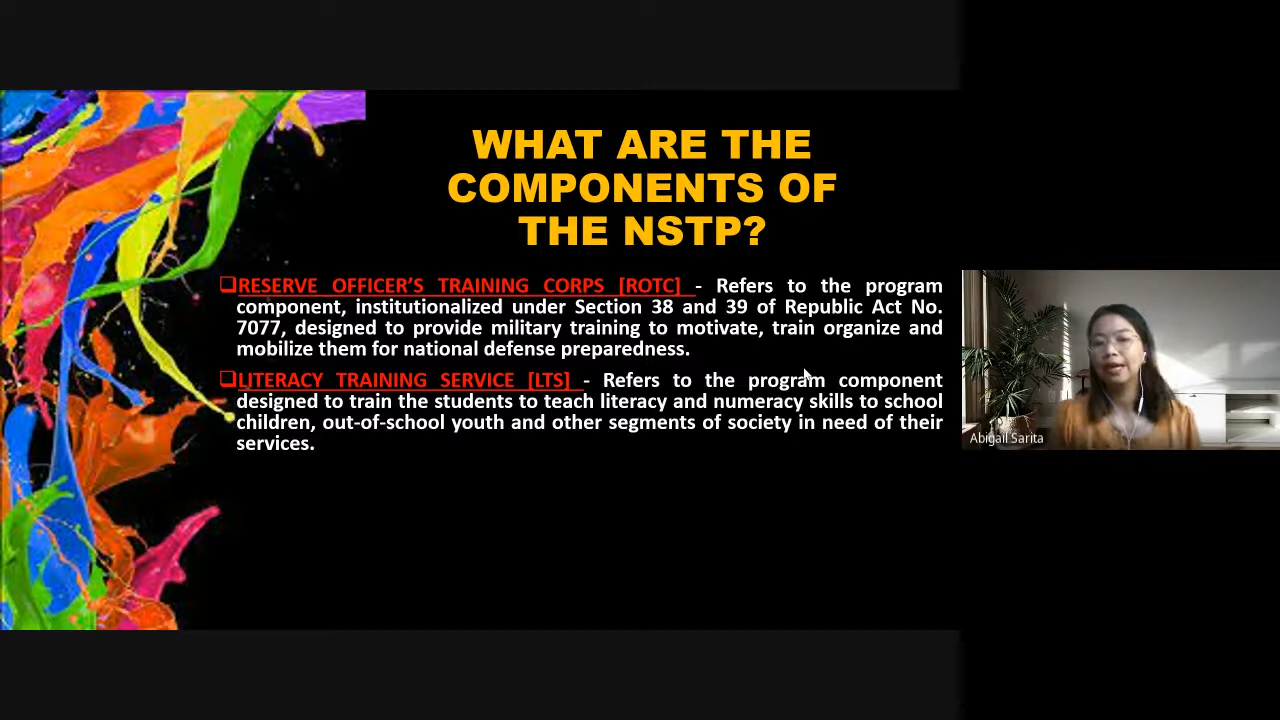 WHAT ARE THE
COMPONENTS OF
THE NSTP?
❑RESERVE OFFICER’S TRAINING CORPS [ROTC] - Refers to the program
component, institutionalized under Section 38 and 39 of Republic Act No.
7077, designed to provide military training to motivate, train organize and
mobilize them for national defense preparedness.
❑LITERACY TRAINING SERVICE [LTS] - Refers to the program component
designed to train the students to teach literacy and numeracy skills to school
children, out-of-school youth and other segments of society in need of their
services.
Abigail Sarita